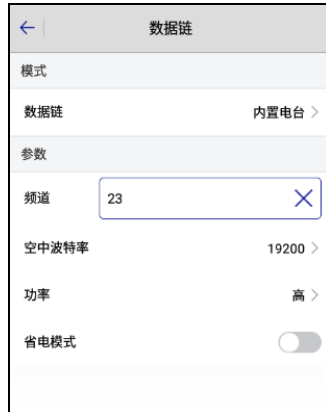 数据链
模式
数据链 内置电台
参数
频道 23
空中波特率 19200
功率 高
省电模式